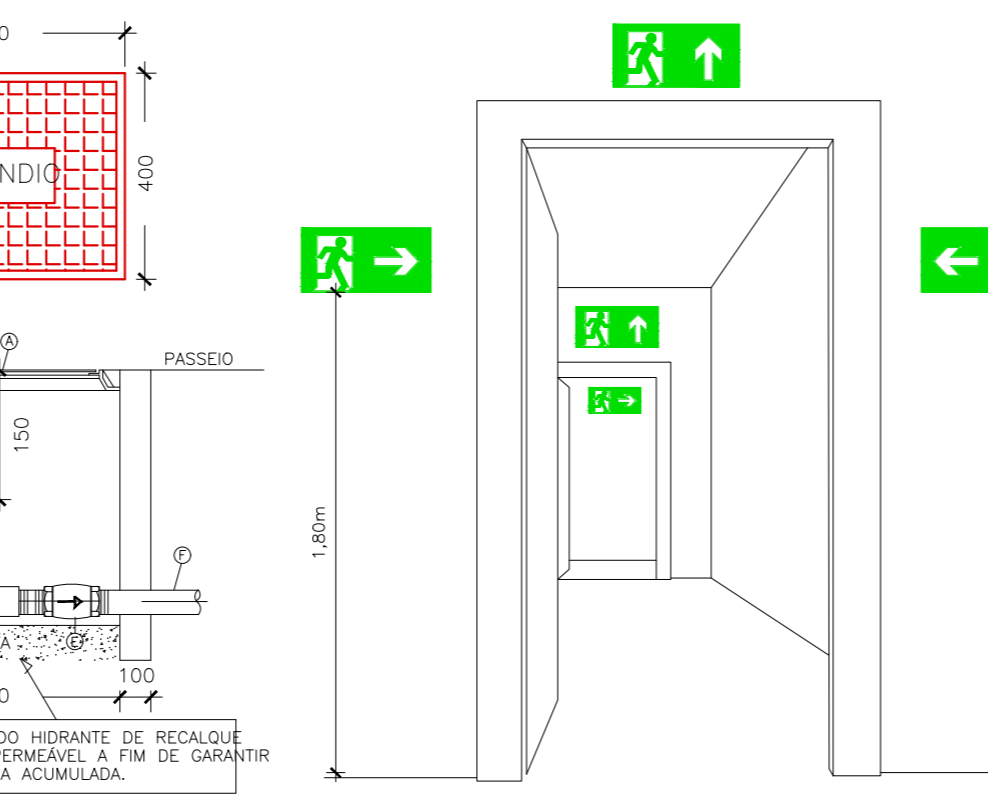 0
400
NDIO
A
PASSEIO
150
1,80m
F
E
A
100
0
DO HIDRANTE DE RECALQUE
PERMEÁVEL A FIM DE GARANTIR
A ACUMULADA.